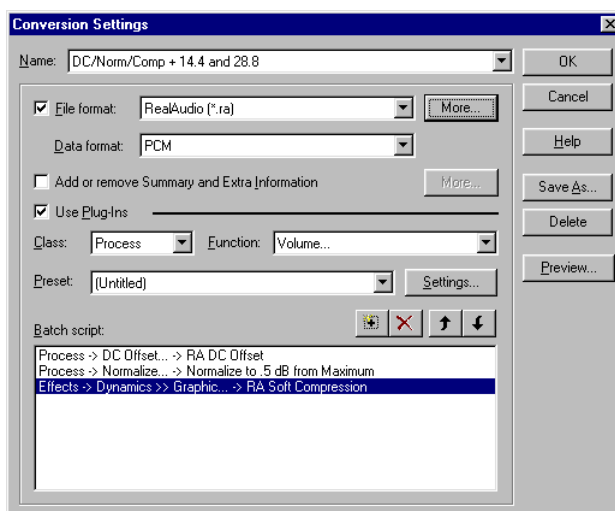 Conversion Settings
Name: DC/Norm/Comp + 14.4 and 28.8
OK
File format: RealAudio (*.ra) More...
Cancel
Data format: PCM
Help
Add or remove Summary and Extra Information More...
Save As...
Use Plug-Ins
Delete
Class: Process Function: Volume...
Preview...
Preset: (Untitled) Settings...
Batch script:
Process -> DC Offset... -> RA DC Offset
Process -> Normalize... -> Normalize to .5 dB from Maximum
Effects -> Dynamics >> Graphic... -> RA Soft Compression